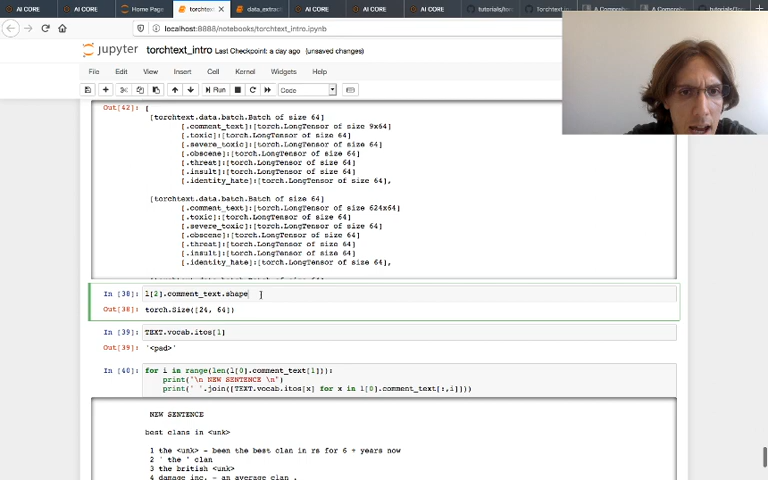 AI CORE
AI CORE
Home Page
torchtext_intro
data_extract
AI CORE
AI CORE
AI CORE
tutorials/
Torchtext
localhost:8888/notebooks/torchtext_intro.ipynb
jupyter torchtext_intro Last Checkpoint: a day ago (unsaved changes)
File Edit View Insert Cell Kernel Widgets Help
Run Code
Out[42]: [
[torchtext.data.batch.Batch of size 64]
[.comment_text]:[torch.LongTensor of size 9x64]
[.toxic]:[torch.LongTensor of size 64]
[.severe_toxic]:[torch.LongTensor of size 64]
[.obscene]:[torch.LongTensor of size 64]
[.threat]:[torch.LongTensor of size 64]
[.insult]:[torch.LongTensor of size 64]
[.identity_hate]:[torch.LongTensor of size 64],
[torchtext.data.batch.Batch of size 64]
[.comment_text]:[torch.LongTensor of size 624x64]
[.toxic]:[torch.LongTensor of size 64]
[.severe_toxic]:[torch.LongTensor of size 64]
[.obscene]:[torch.LongTensor of size 64]
[.threat]:[torch.LongTensor of size 64]
[.insult]:[torch.LongTensor of size 64]
[.identity_hate]:[torch.LongTensor of size 64],
In [38]: l[2].comment_text.shape
Out[38]: torch.Size([24, 64])
In [39]: TEXT.vocab.itos[1]
Out[39]: '<pad>'
In [40]: for i in range(len(l[0].comment_text[1])):
print('\n NEW SENTENCE \n')
print(' '.join([TEXT.vocab.itos[x] for x in l[0].comment_text[:,i]]))
NEW SENTENCE
best clans in <unk>
1 the <unk> - been the best clan in rs for 6 + years now
2 ' the " clan
3 the british <unk>
4 damage inc. - an average clan .